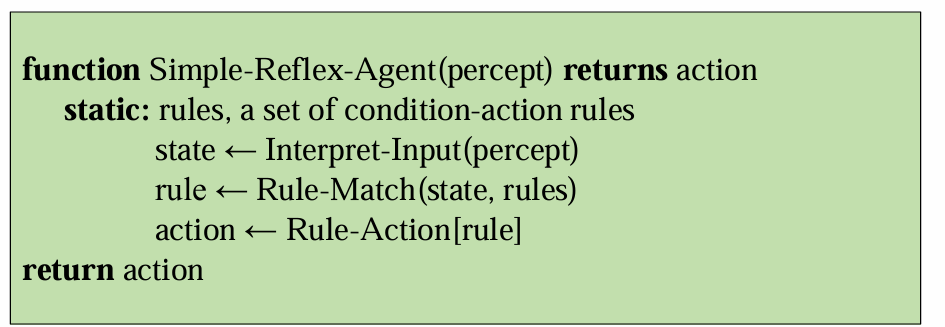 function Simple-Reflex-Agent(percept) returns action
static: rules, a set of condition-action rules
state ← Interpret-Input(percept)
rule ← Rule-Match(state, rules)
action ← Rule-Action[rule]
return action